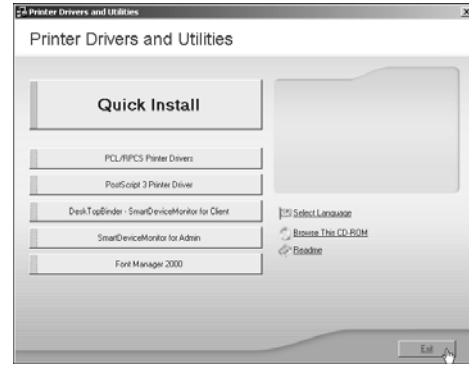 Printer Drivers and Utilities
Printer Drivers and Utilities
Quick Install
PCL/RPCS Printer Drivers
PostScript 3 Printer Driver
DeskTopBinder - SmartDeviceMonitor for Client
SmartDeviceMonitor for Admin
Font Manager 2000
Select Language
Browse This CD-ROM
Readme
Exit